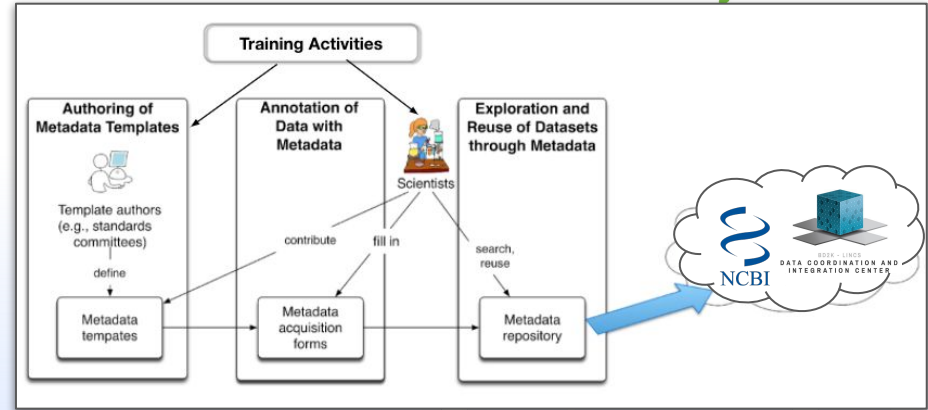 Training Activities
Authoring of
Metadata Templates
Template authors
(e.g., standards
committees)
define
Metadata
tempates
Annotation of
Data with
Metadata
Scientists
contribute
fill in
search,
reuse
Metadata
acquisition
forms
Exploration and
Reuse of Datasets
through Metadata
Metadata
repository
NCBI
BD2K - LINCS
DATA COORDINATION AND
INTEGRATION CENTER